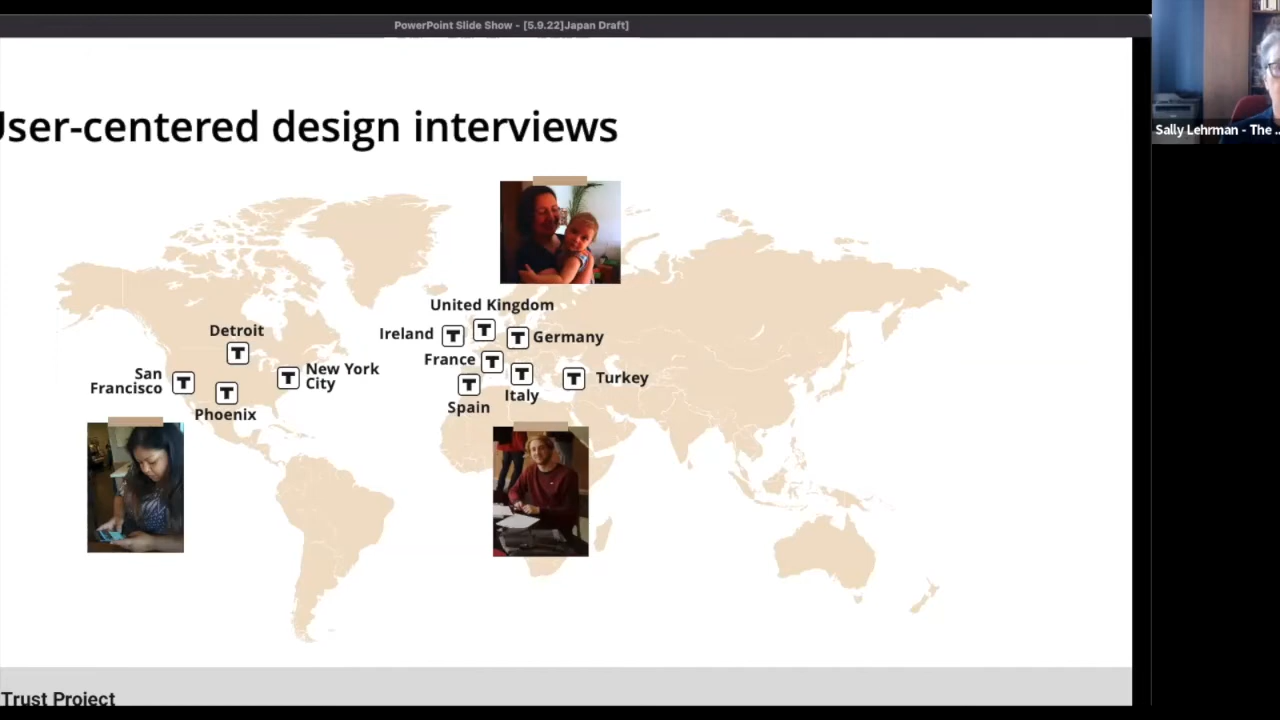 PowerPoint Slide Show - [5.9.22]Japan Draft]
User-centered design interviews
Sally Lehrman - The ...
United Kingdom
Ireland
Germany
Detroit
France
San
Francisco
New York
City
Turkey
Italy
Spain
Phoenix
Trust Project